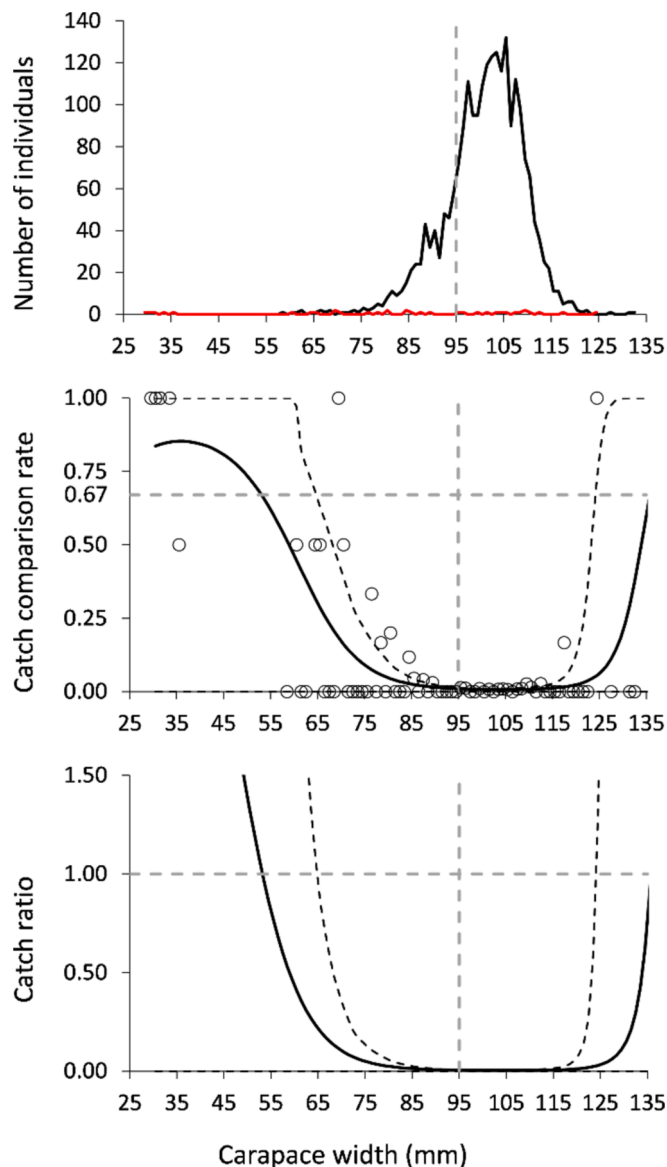 Number of individuals
140
120
100
80
60
40
20
0
25 35 45 55 65 75 85 95 105 115 125 135
Catch comparison rate
1.00
0.75
0.67
0.50
0.25
0.00
25 35 45 55 65 75 85 95 105 115 125 135
Catch ratio
1.50
1.00
0.50
0.00
25 35 45 55 65 75 85 95 105 115 125 135
Carapace width (mm)